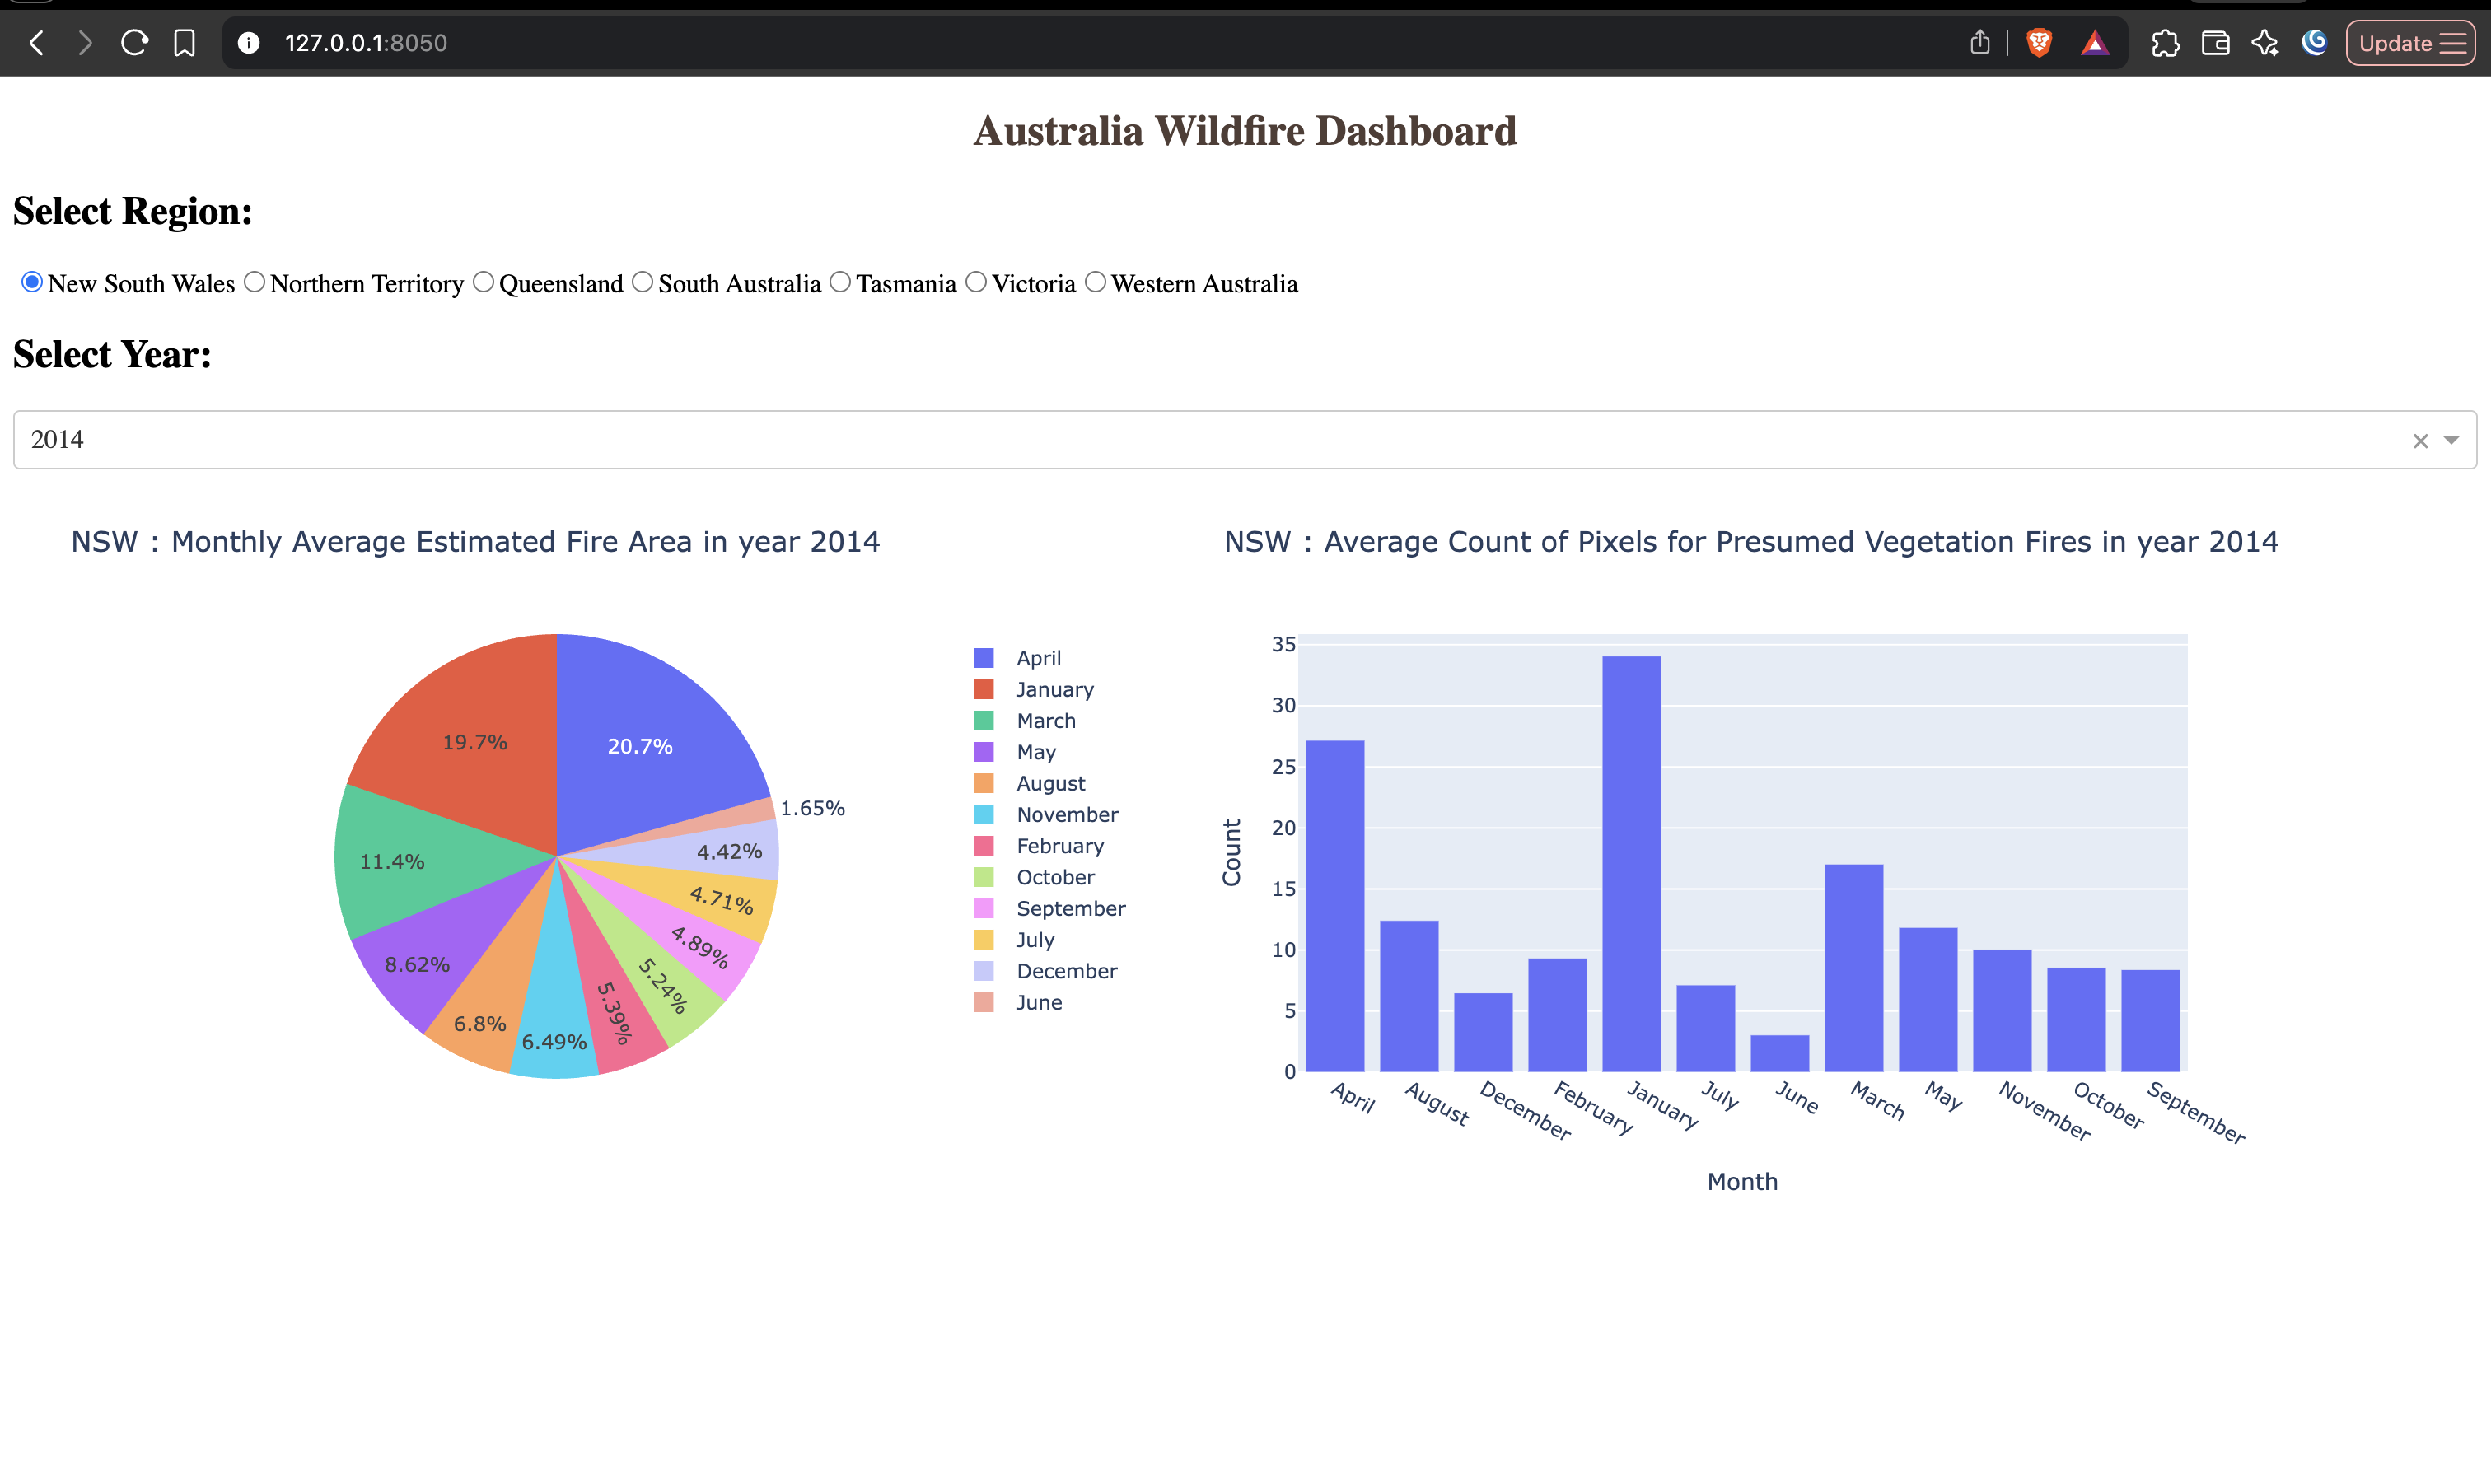 127.0.0.1:8050
Update
Australia Wildfire Dashboard
Select Region:
New South Wales Northern Territory Queensland South Australia Tasmania Victoria Western Australia
Select Year:
2014
NSW : Monthly Average Estimated Fire Area in year 2014
20.7%
19.7%
1.65%
4.42%
11.4%
4.71%
4.89%
8.62%
5.24%
5.39%
6.8%
6.49%
April
January
March
May
August
November
February
October
September
July
December
June
NSW : Average Count of Pixels for Presumed Vegetation Fires in year 2014
35
30
25
20
15
10
5
0
Count
April
August
December
February
January
July
June
March
May
November
October
September
Month